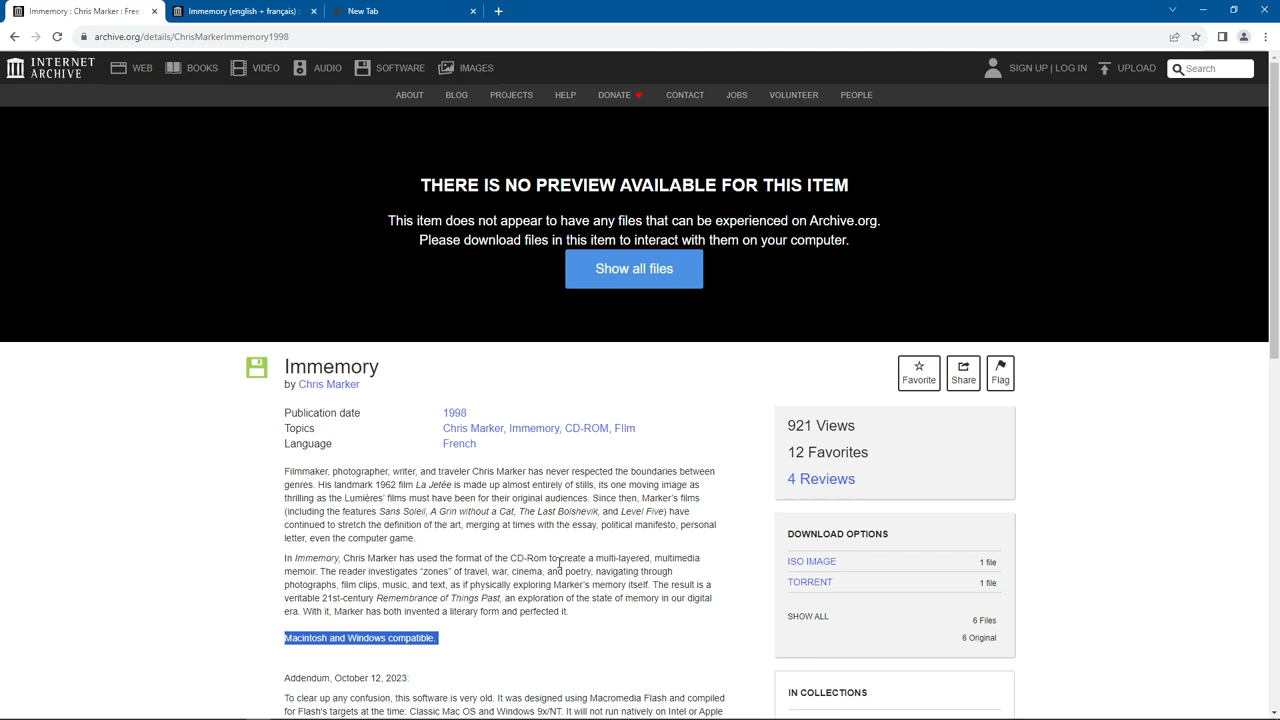 Immemory : Chris Marker : Free
Immemory (english + français) :
New Tab
archive.org/details/ChrisMarkerImmemory1998
INTERNET ARCHIVE
WEB
BOOKS
VIDEO
AUDIO
SOFTWARE
IMAGES
SIGN UP | LOG IN
UPLOAD
Search
ABOUT
BLOG
PROJECTS
HELP
DONATE
CONTACT
JOBS
VOLUNTEER
PEOPLE
THERE IS NO PREVIEW AVAILABLE FOR THIS ITEM
This item does not appear to have any files that can be experienced on Archive.org.
Please download files in this item to interact with them on your computer.
Show all files
Immemory
by Chris Marker
Favorite
Share
Flag
Publication date 1998
Topics Chris Marker, Immemory, CD-ROM, FIlm
Language French
Filmmaker, photographer, writer, and traveler Chris Marker has never respected the boundaries between
genres. His landmark 1962 film La Jetée is made up almost entirely of stills, its one moving image as
thrilling as the Lumières' films must have been for their original audiences. Since then, Marker's films
(including the features Sans Soleil, A Grin without a Cat, The Last Bolshevik, and Level Five) have
continued to stretch the definition of the art, merging at times with the essay, political manifesto, personal
letter, even the computer game.
In Immemory, Chris Marker has used the format of the CD-Rom to create a multi-layered, multimedia
memoir. The reader investigates “zones” of travel, war, cinema, and poetry, navigating through
photographs, film clips, music, and text, as if physically exploring Marker's memory itself. The result is a
veritable 21st-century Remembrance of Things Past, an exploration of the state of memory in our digital
era. With it, Marker has both invented a literary form and perfected it.
Macintosh and Windows compatible.
Addendum, October 12, 2023:
To clear up any confusion, this software is very old. It was designed using Macromedia Flash and compiled
for Flash's targets at the time: Classic Mac OS and Windows 9x/NT. It will not run natively on Intel or Apple
921 Views
12 Favorites
4 Reviews
DOWNLOAD OPTIONS
ISO IMAGE 1 file
TORRENT 1 file
SHOW ALL 6 Files
6 Original
IN COLLECTIONS